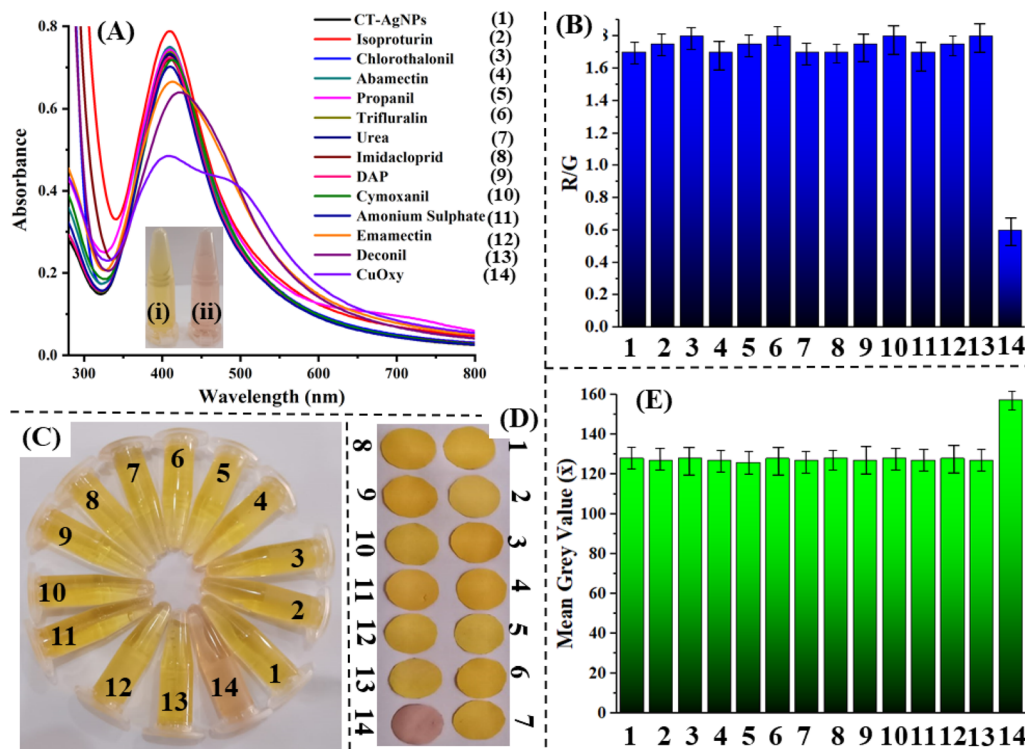 (A)
Absorbance
0.8
0.6
0.4
0.2
0.0
300
400
500
600
700
800
Wavelength (nm)
CT-AgNPs (1)
Isoproturin (2)
Chlorothalonil (3)
Abamectin (4)
Propanil (5)
Trifluralin (6)
Urea (7)
Imidacloprid (8)
DAP (9)
Cymoxanil (10)
Amonium Sulphate (11)
Emamectin (12)
Deconil (13)
CuOxy (14)
(i)
(ii)
(B)
R/G
1.6
1.2
1.0
0.8
0.6
0.4
0.2
0.0
1 2 3 4 5 6 7 8 9 10 11 12 13 14
(C)
1
2
3
4
5
6
7
8
9
10
11
12
13
14
(D)
8 1
9 2
10 3
11 4
12 5
13 6
14 7
(E)
Mean Grey Value (x̄)
160
140
120
100
80
60
40
20
0
1 2 3 4 5 6 7 8 9 10 11 12 13 14